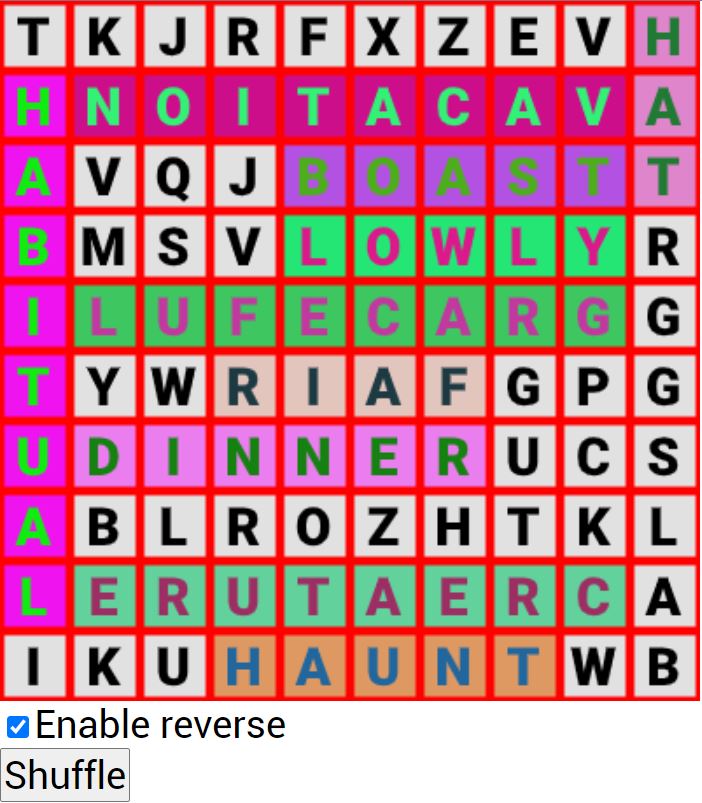 T K J R F X Z E V H
H N O I T A C A V A
A V Q J B O A S T T
B M S V L O W L Y R
I L U F E C A R G G
T Y W R I A F G P G
U D I N N E R U C S
A B L R O Z H T K L
L E R U T A E R C A
I K U H A U N T W B
Enable reverse
Shuffle